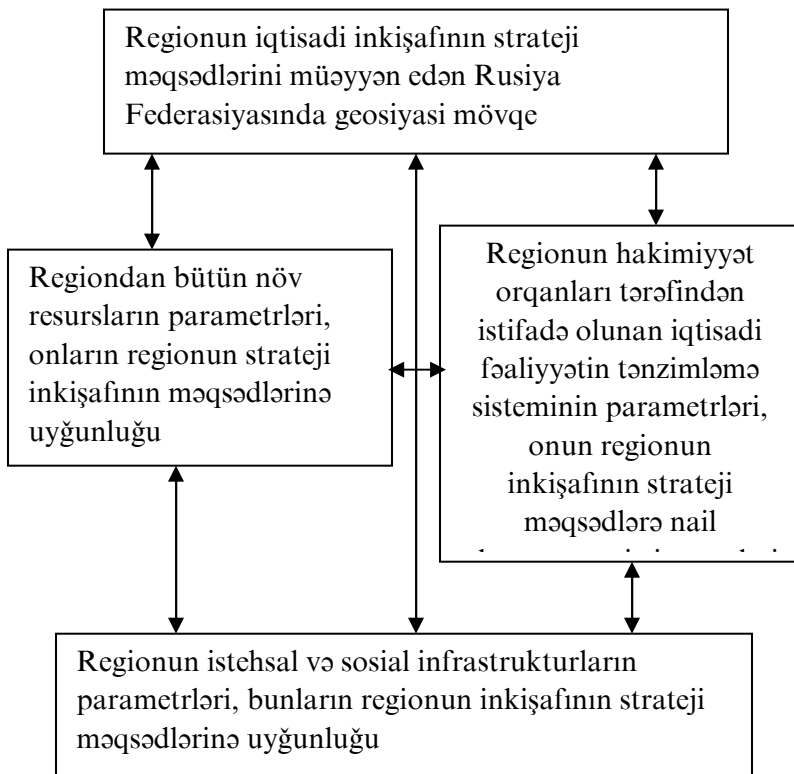 Regionun iqtisadi inkişafının strateji
məqsədlərini müəyyən edən Rusiya
Federasiyasında geosiyasi mövqe
Regiondan bütün növ
resursların parametrləri,
onların regionun strateji
inkişafının məqsədlərinə
uyğunluğu
Regionun hakimiyyət
orqanları tərəfindən
istifadə olunan iqtisadi
fəaliyyətin tənzimləmə
sisteminin parametrləri,
onun regionun
inkişafının strateji
məqsədlərə nail
Regionun istehsal və sosial infrastrukturların
parametrləri, bunların regionun inkişafının strateji
məqsədlərinə uyğunluğu